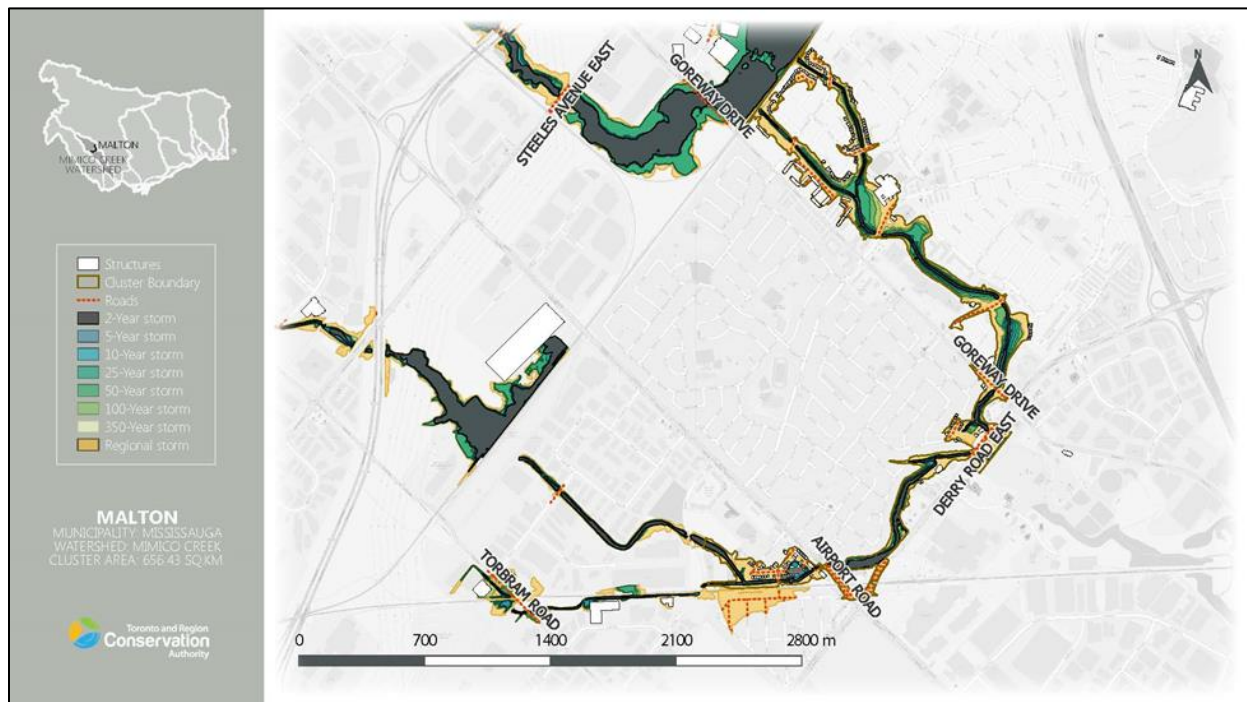 MALTON
MIMICO CREEK
WATERSHED
Structures
Cluster Boundary
Roads
2-Year storm
5-Year storm
10-Year storm
25-Year storm
50-Year storm
100-Year storm
350-Year storm
Regional storm
MALTON
MUNICIPALITY: MISSISSAUGA
WATERSHED: MIMICO CREEK
CLUSTER AREA: 656.43 SQ.KM
Toronto and Region
Conservation
Authority
STEELES AVENUE EAST
GOREWAY DRIVE
N
GOREWAY DRIVE
DERRY ROAD EAST
AIRPORT ROAD
TORBRAM ROAD
0 700 1400 2100 2800 m